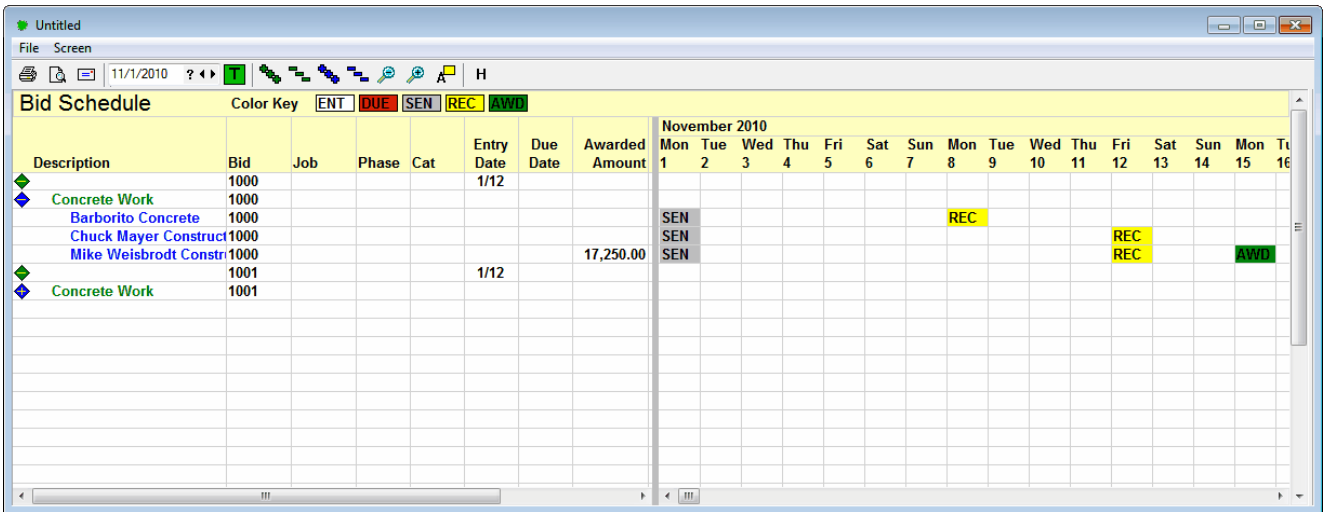 Untitled
File Screen
11/1/2010 ? T A H
Bid Schedule Color Key ENT DUE SEN REC AWD
November 2010
Entry Due Awarded Mon Tue Wed Thu Fri Sat Sun Mon Tue Wed Thu Fri Sat Sun Mon Tu
Description Bid Job Phase Cat Date Date Amount 1 2 3 4 5 6 7 8 9 10 11 12 13 14 15 16
1000 1/12
Concrete Work 1000
Barborito Concrete 1000 SEN REC
Chuck Mayer Construct 1000 SEN REC
Mike Weisbrodt Constr 1000 17,250.00 SEN REC AWD
1001 1/12
Concrete Work 1001